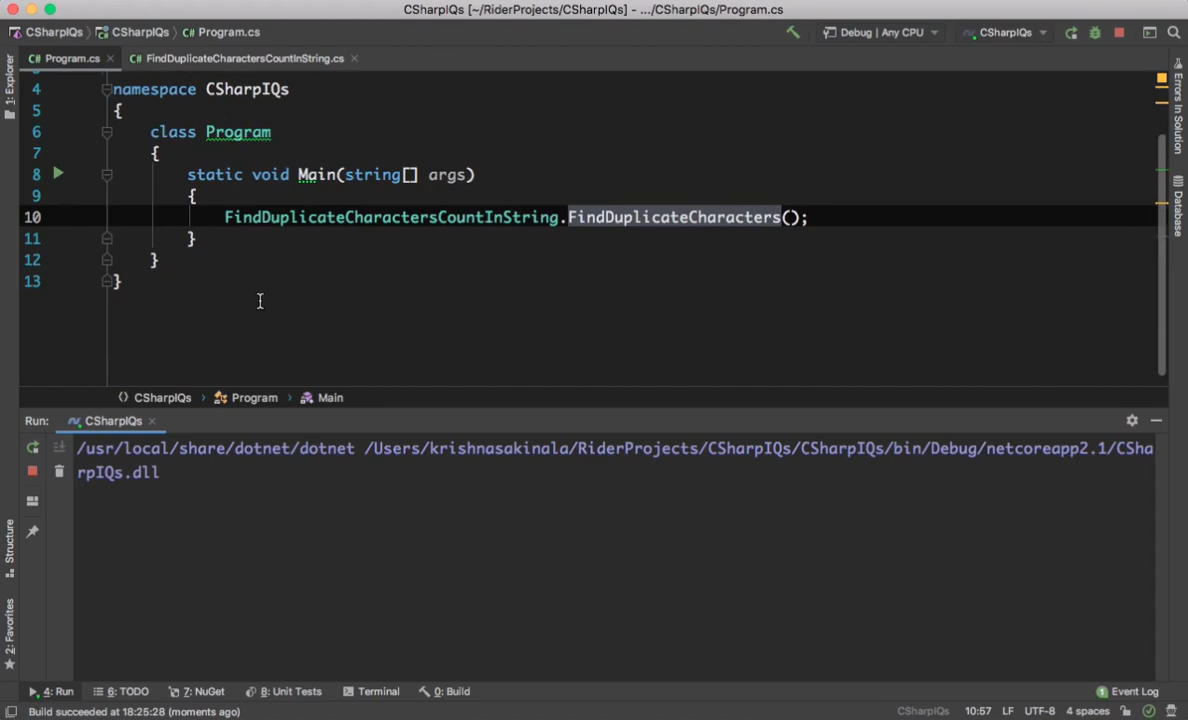 CSharpIQs [~/RiderProjects/CSharpIQs] - .../CSharpIQs/Program.cs
CSharpIQs CSharpIQs Program.cs
Debug | Any CPU CSharpIQs
C# Program.cs × C# FindDuplicateCharactersCountInString.cs ×
4 namespace CSharpIQs
5 {
6 class Program
7 {
8 static void Main(string[] args)
9 {
10 FindDuplicateCharactersCountInString.FindDuplicateCharacters();
11 }
12 }
13 }
1: Explorer
Errors In Solution
Database
{} CSharpIQs › Program › Main
Run: CSharpIQs ×
/usr/local/share/dotnet/dotnet /Users/krishnasakinala/RiderProjects/CSharpIQs/CSharpIQs/bin/Debug/netcoreapp2.1/CSha
rpIQs.dll
Structure
2: Favorites
4: Run 6: TODO 7: NuGet 8: Unit Tests Terminal 0: Build 1 Event Log
Build succeeded at 18:25:28 (moments ago) CSharpIQs 10:57 LF UTF-8 4 spaces